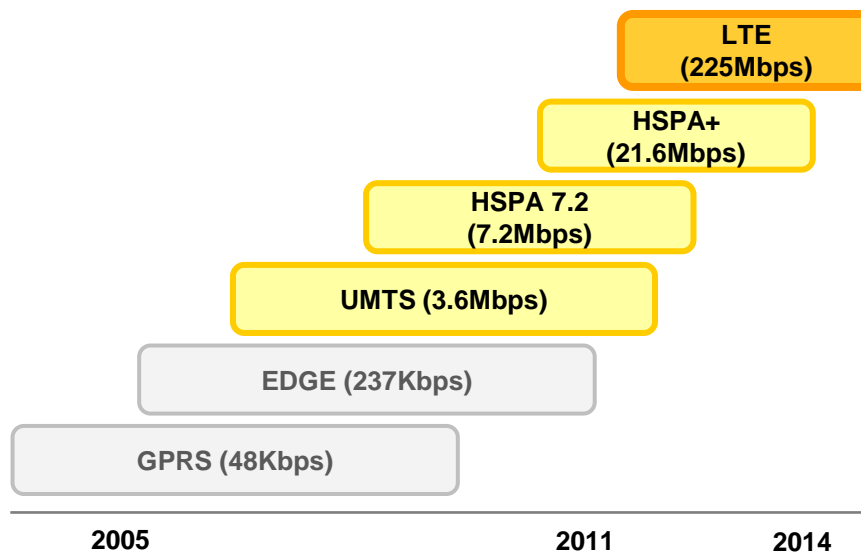 LTE
(225Mbps)
HSPA+
(21.6Mbps)
HSPA 7.2
(7.2Mbps)
UMTS (3.6Mbps)
EDGE (237Kbps)
GPRS (48Kbps)
2005 2011 2014